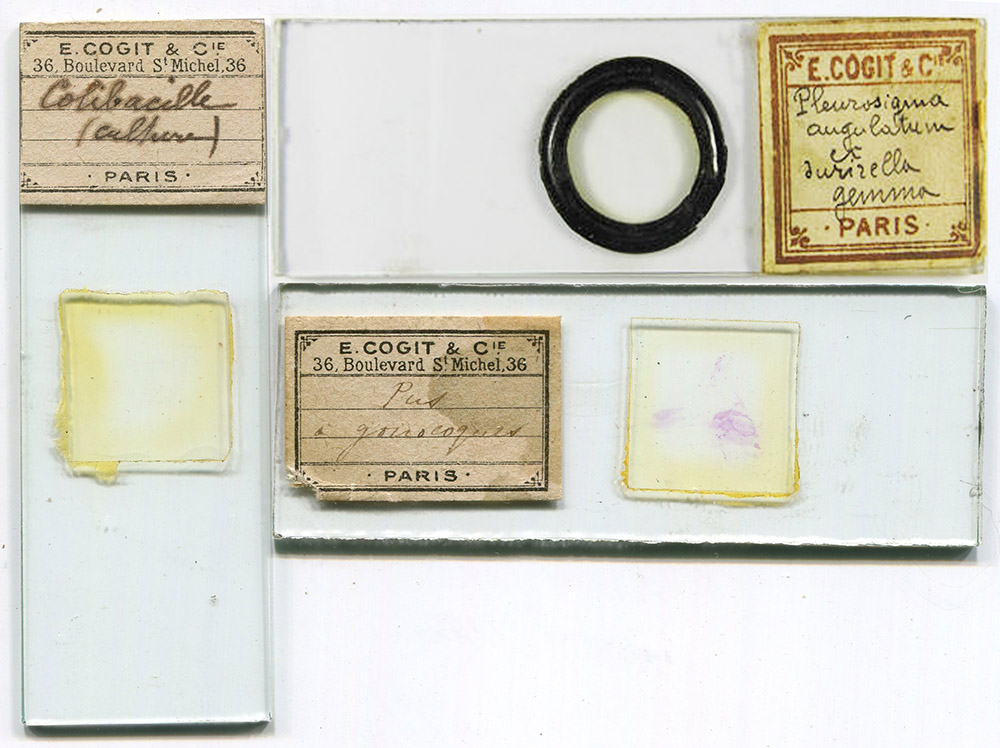 E. COGIT & CIE
36, Boulevard St Michel, 36
Colibacille
(culture)
· PARIS ·
E. COGIT & CIE
Pleurosigma
angulatum
et
surirella
gemma
· PARIS ·
E. COGIT & CIE
36, Boulevard St Michel, 36
Pus
à gonocoques
· PARIS ·